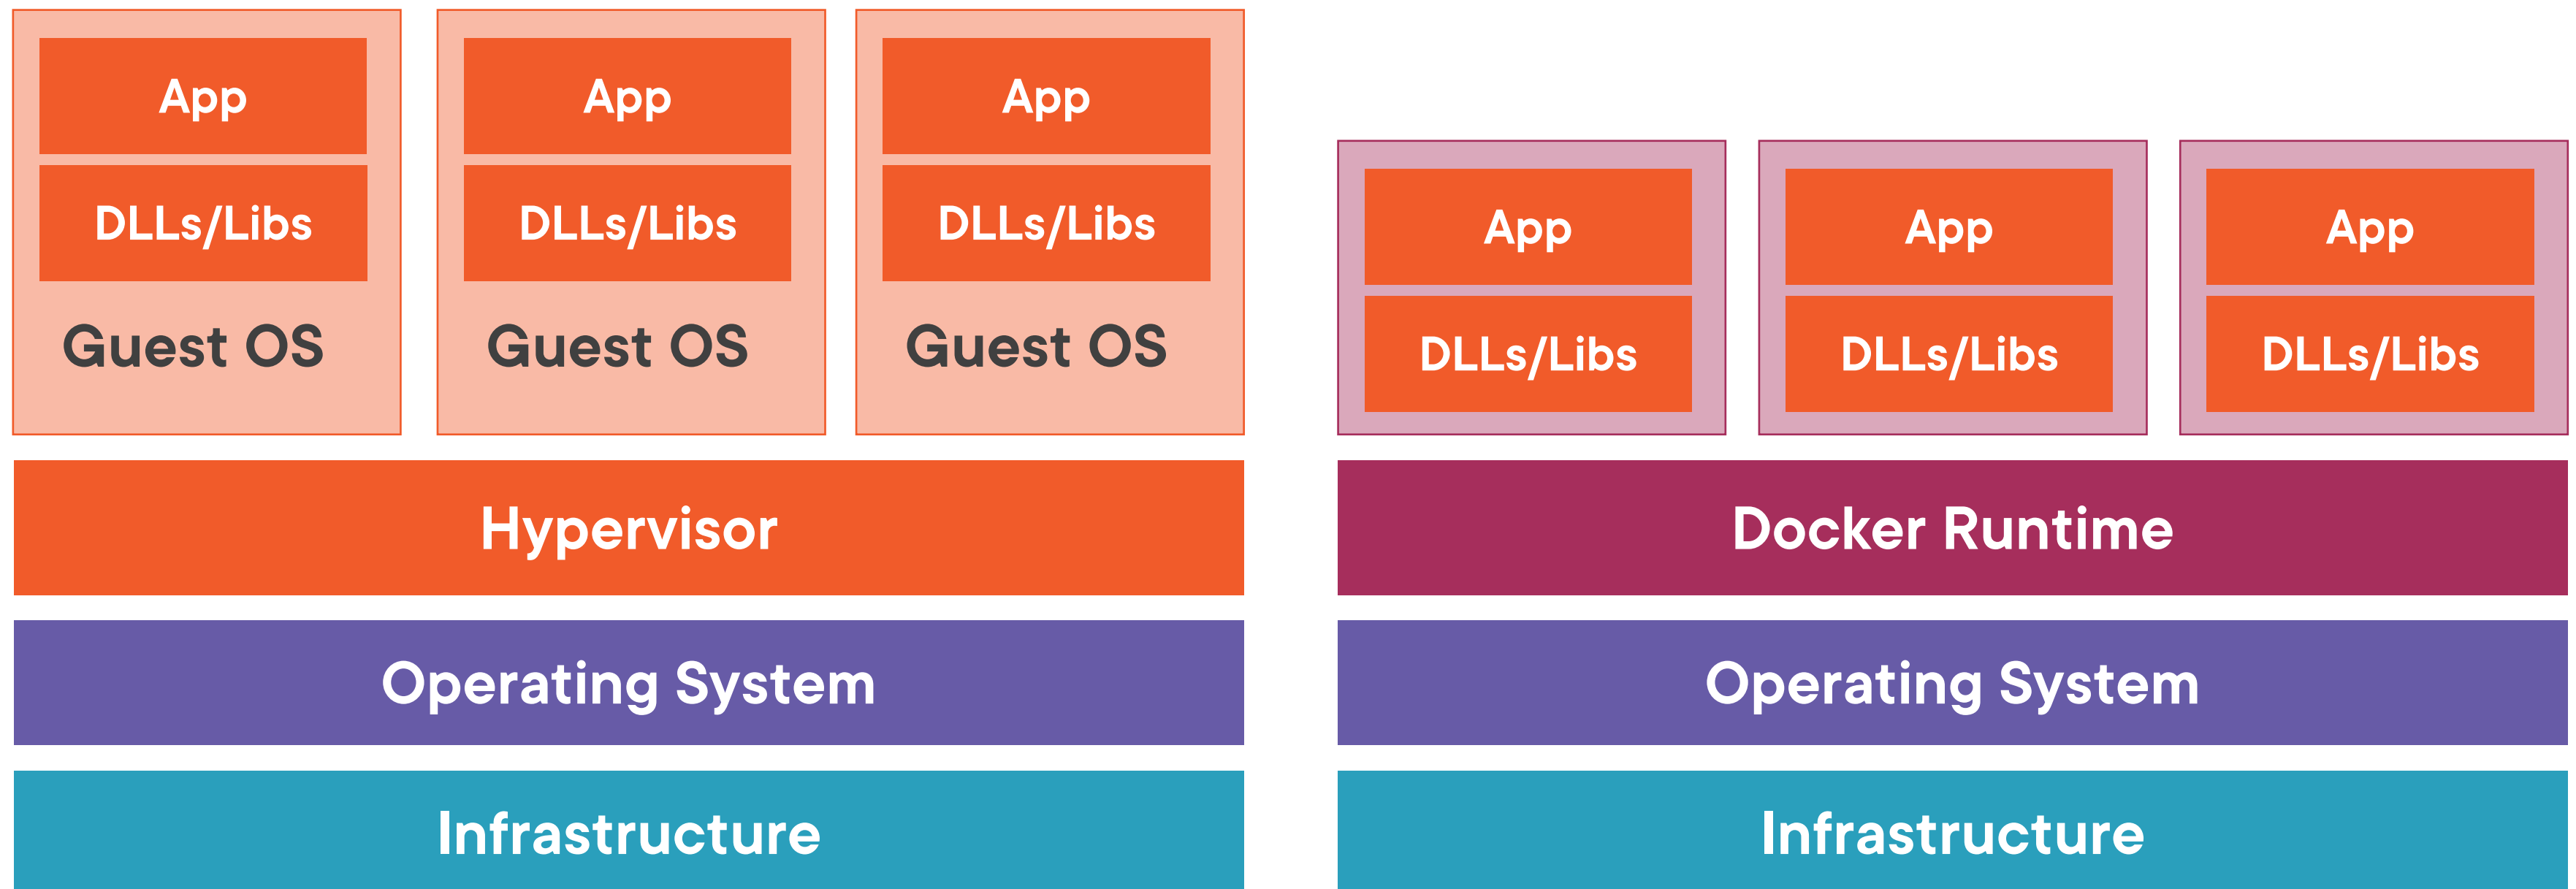 App
DLLs/Libs
Guest OS
App
DLLs/Libs
Guest OS
App
DLLs/Libs
Guest OS
Hypervisor
Operating System
Infrastructure
App
DLLs/Libs
App
DLLs/Libs
App
DLLs/Libs
Docker Runtime
Operating System
Infrastructure